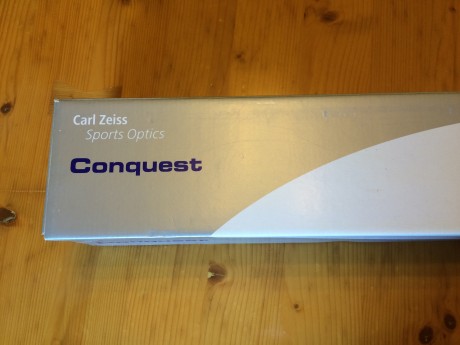 Carl Zeiss
Sports Optics
Conquest